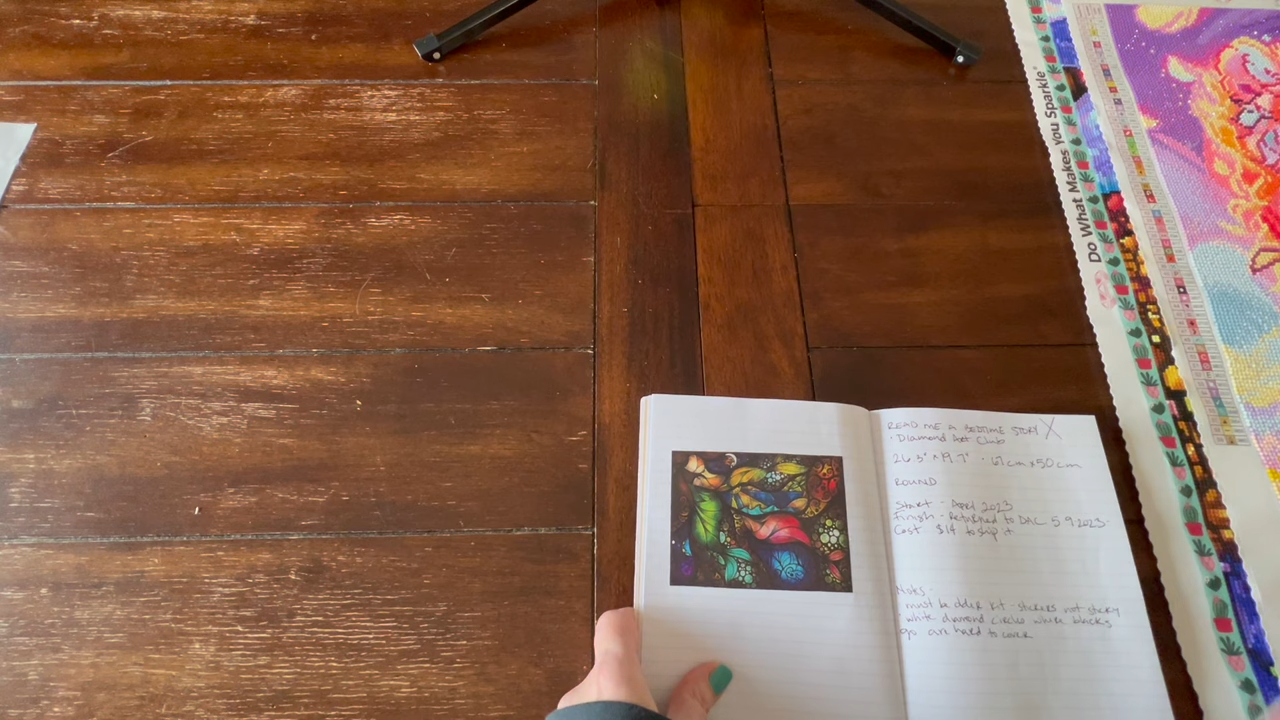 Do What Makes You Sparkle®
READ ME A BEDTIME STORY X
· Diamond Art Club
26.3" x 19.7" · 67cm x 50cm
ROUND
Start - April 2023
Finish - Returned to DAC 5 9 2023
Cost $14 to ship it
Notes -
must be older kit - stickers not sticky
white diamond circles where blacks
go are hard to cover